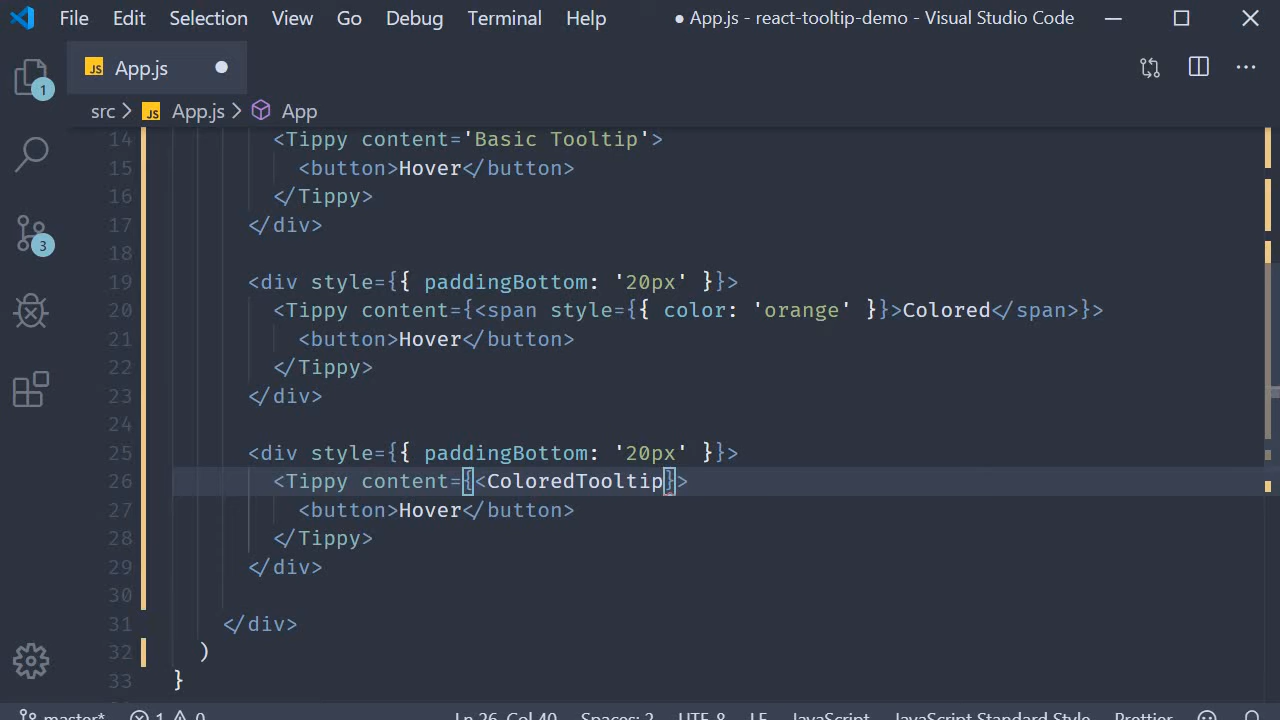 File Edit Selection View Go Debug Terminal Help ● App.js - react-tooltip-demo - Visual Studio Code
JS App.js ●
1
src > JS App.js > App
14 <Tippy content='Basic Tooltip'>
15 <button>Hover</button>
16 </Tippy>
17 </div>
3
18
19 <div style={{ paddingBottom: '20px' }}>
20 <Tippy content={<span style={{ color: 'orange' }}>Colored</span>}>
21 <button>Hover</button>
22 </Tippy>
23 </div>
24
25 <div style={{ paddingBottom: '20px' }}>
26 <Tippy content={<ColoredTooltip}>
27 <button>Hover</button>
28 </Tippy>
29 </div>
30
31 </div>
32 )
33 }
master* 1 0 Ln 26, Col 40 Spaces: 2 UTF-8 LF JavaScript JavaScript Standard Style Prettier